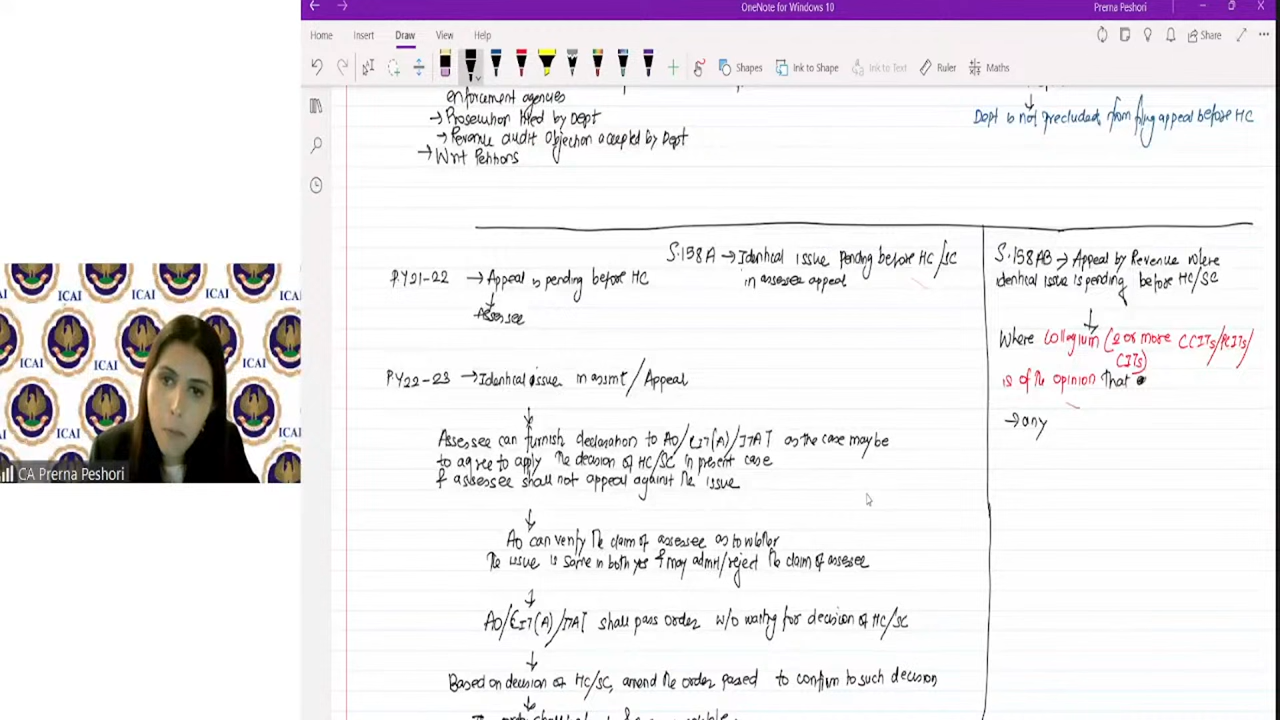 OneNote for Windows 10
Prerna Peshori
Home Insert Draw View Help
Share
Shapes Ink to Shape Ink to Text Ruler Maths
enforcement agencies
→ Prosecution filed by Dept
→ Revenue audit objection accepted by Dept
→ Writ Petitions
Dept is not precluded from filing appeal before HC
S.158A → Identical issue pending before HC/SC
in assessee appeal
P.Y21-22 → Appeal is pending before HC
Assessee
PY22-23 → Identical issue in assmt/Appeal
Assessee can furnish declaration to AO/CIT(A)/ITAT as the case may be
to agree to apply the decision of HC/SC in present case
& assessee shall not appeal against the issue
AO can verify the claim of assessee as to whether
the issue is same in both yrs & may admit/reject the claim of assessee
AO/CIT(A)/ITAT shall pass order w/o waiting for decision of HC/SC
Based on decision of HC/SC, amend the order passed to confirm to such decision
S.158AB → Appeal by Revenue where
identical issue is pending before HC/SC
Where collegium (2 or more CCITs/PCITs/
CITs)
is of the opinion that
→ any
ICAI ICAI ICAI
ICAI
CA Prerna Peshori